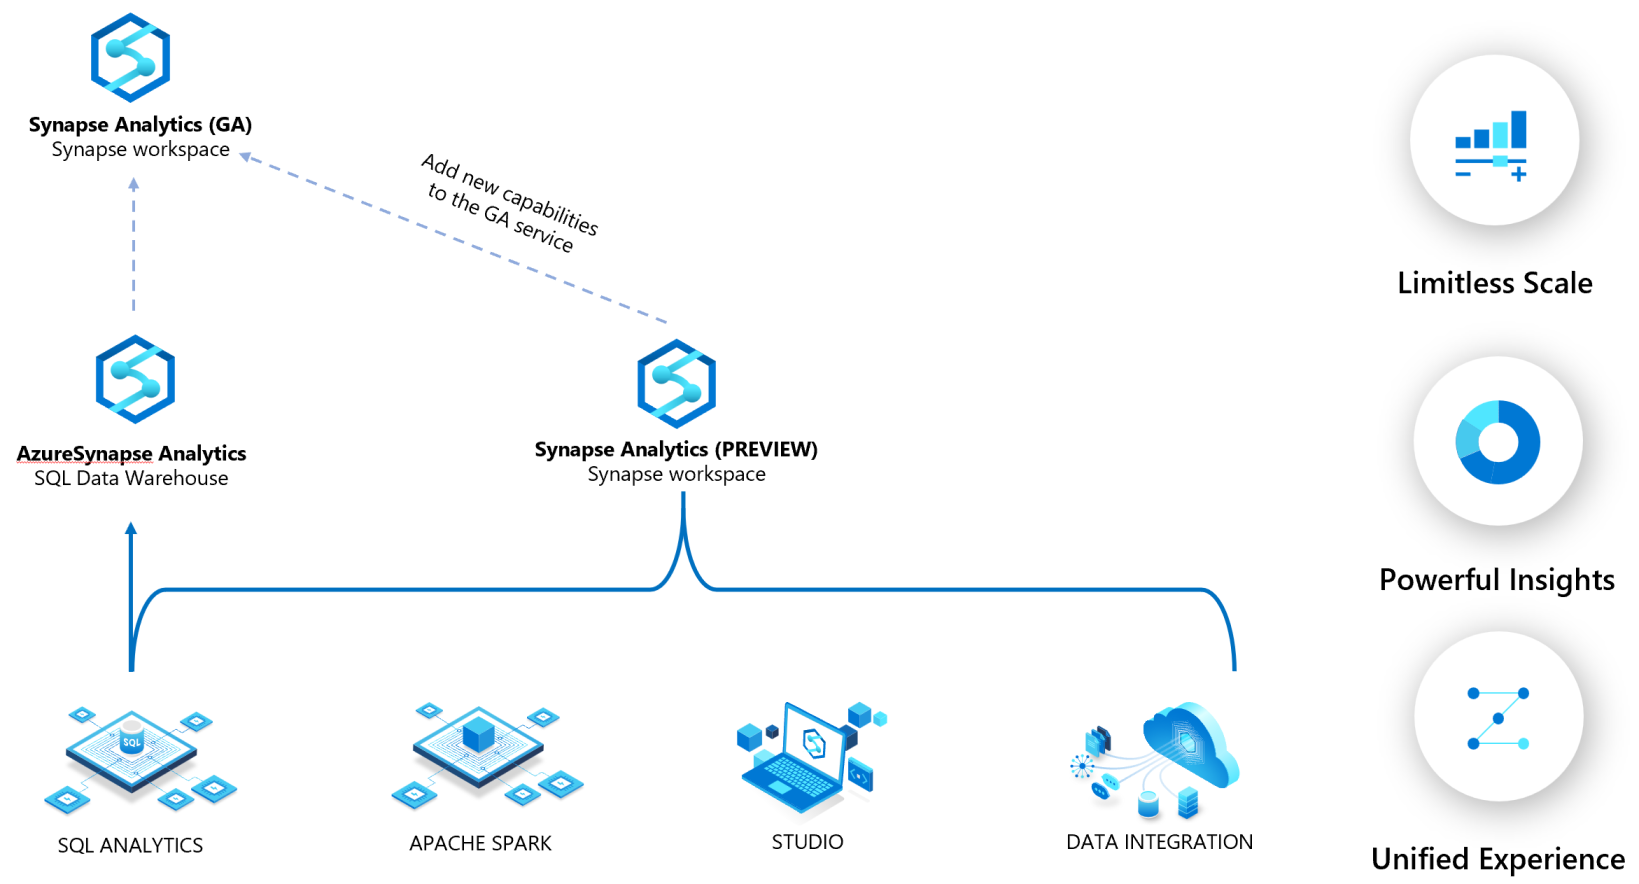 Synapse Analytics (GA)
Synapse workspace
Add new capabilities
to the GA service
AzureSynapse Analytics
SQL Data Warehouse
Synapse Analytics (PREVIEW)
Synapse workspace
SQL
SQL ANALYTICS
APACHE SPARK
STUDIO
DATA INTEGRATION
Limitless Scale
Powerful Insights
Unified Experience